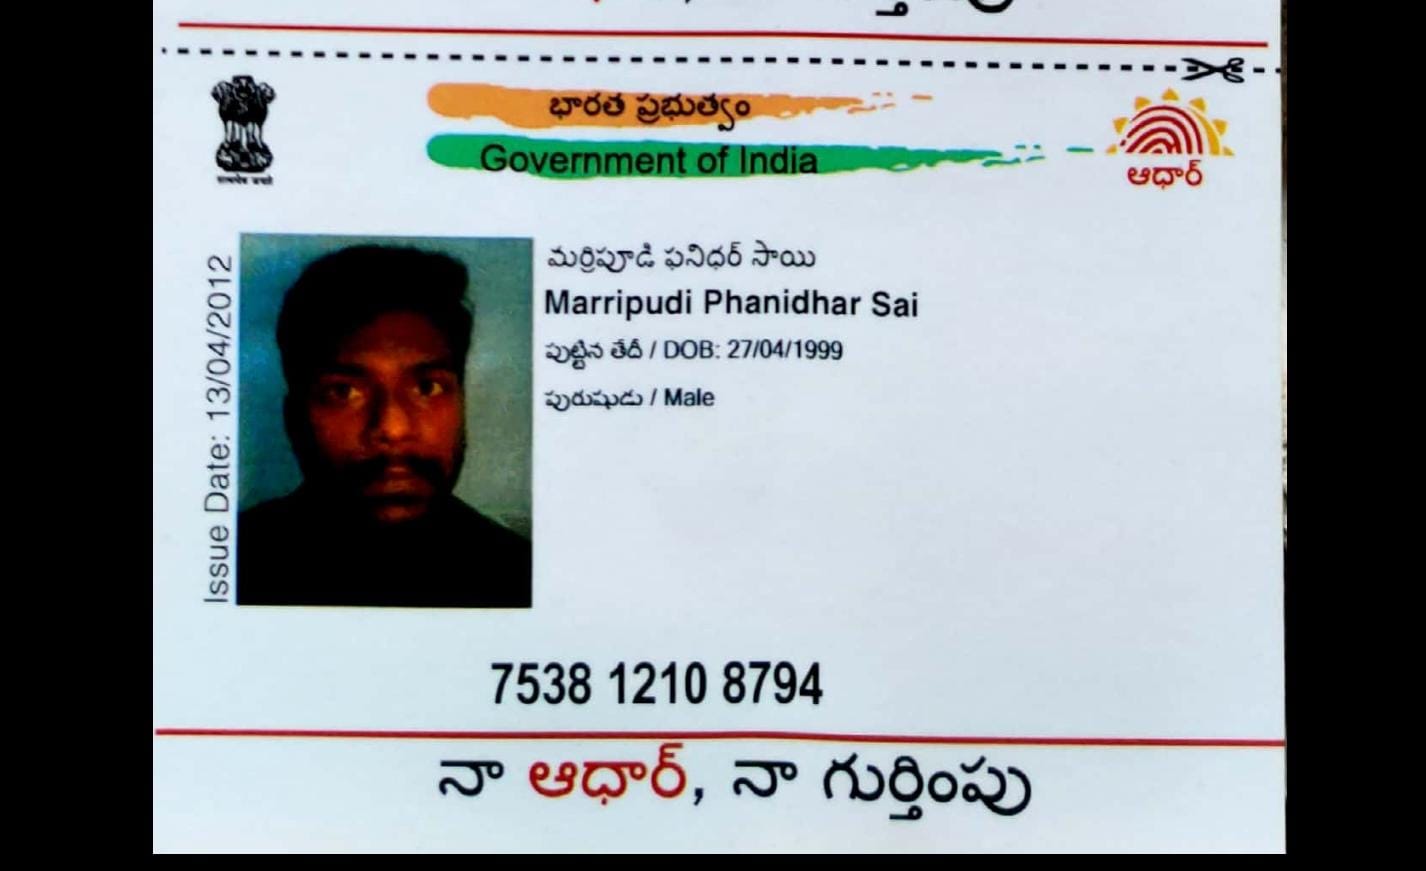 భారత ప్రభుత్వం
Government of India
ఆధార్
Issue Date: 13/04/2012
మర్రిపూడి ఫనిధర్ సాయి
Marripudi Phanidhar Sai
పుట్టిన తేదీ / DOB: 27/04/1999
పురుషుడు / Male
7538 1210 8794
నా ఆధార్, నా గుర్తింపు